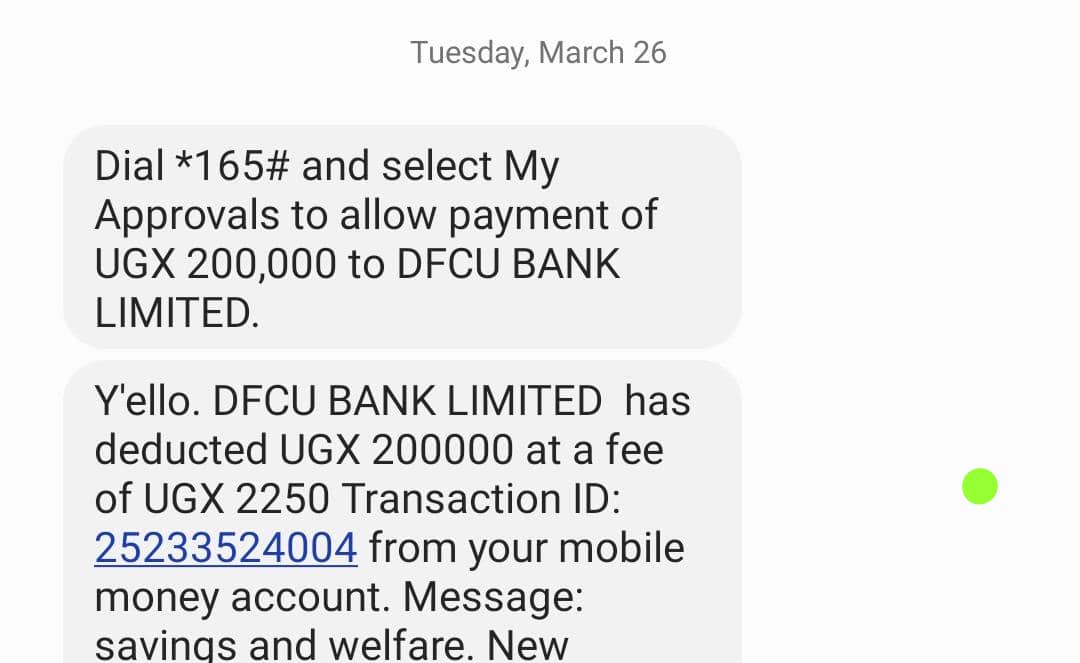 Tuesday, March 26
Dial *165# and select My
Approvals to allow payment of
UGX 200,000 to DFCU BANK
LIMITED.
Y'ello. DFCU BANK LIMITED  has
deducted UGX 200000 at a fee
of UGX 2250 Transaction ID:
25233524004 from your mobile
money account. Message:
savings and welfare. New